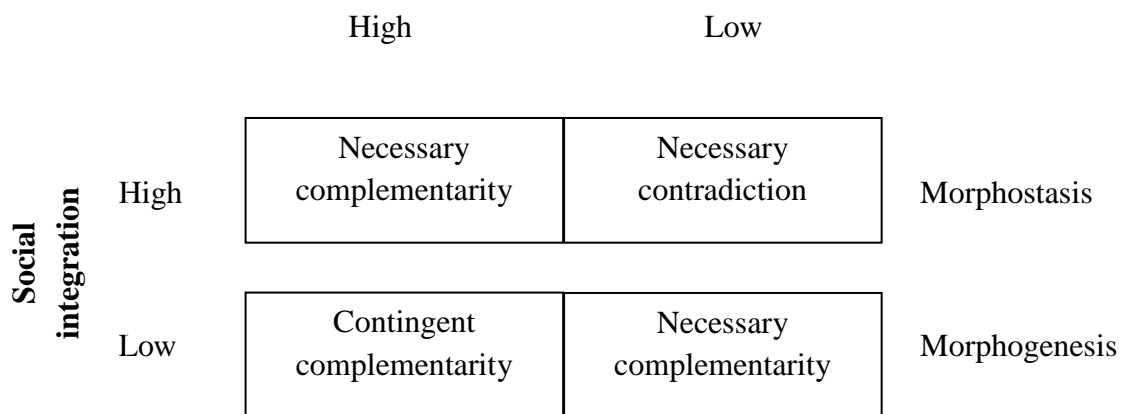 High Low
Necessary complementarity
Necessary contradiction
High
Morphostasis
Social integration
Contingent complementarity
Necessary complementarity
Low
Morphogenesis